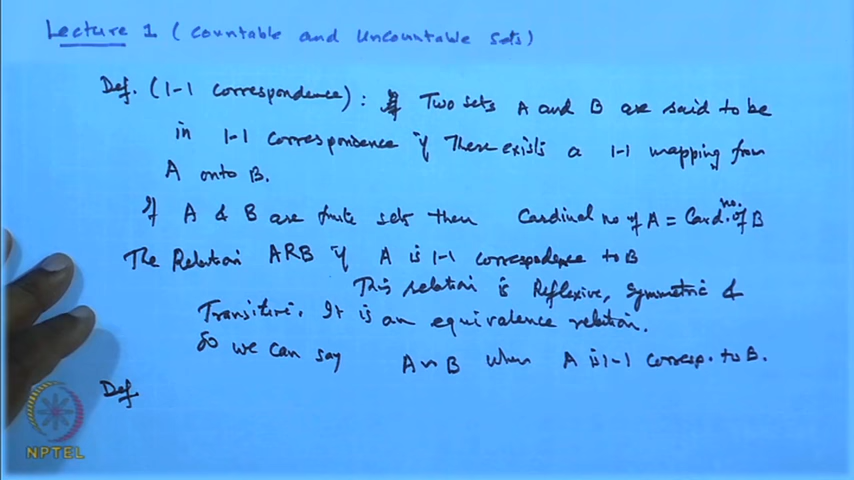 Lecture 1 (Countable and Uncountable sets)
Def. (1-1 correspondence): Two sets A and B are said to be
in 1-1 correspondence if there exists a 1-1 mapping from
A onto B.
If A & B are finite sets then Cardinal no of A = Card. no. of B
The Relation ARB if A is 1-1 correspondence to B
This relation is Reflexive, Symmetric &
Transitive. It is an equivalence relation.
So we can say A ~ B when A is 1-1 corresp. to B.
Def
NPTEL